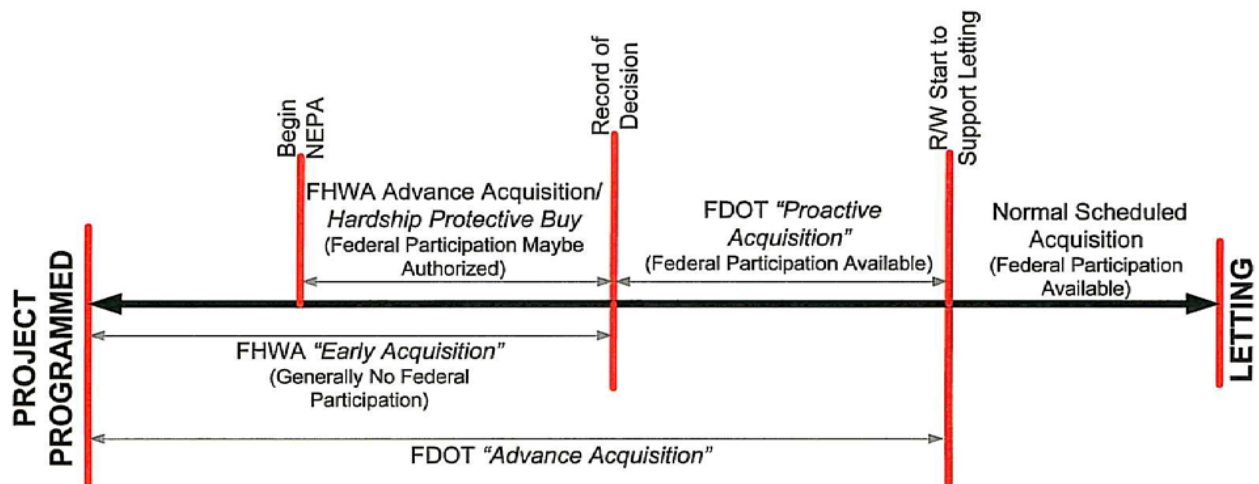 Begin
NEPA
Record of
Decision
R/W Start to
Support Letting
FHWA Advance Acquisition/
Hardship Protective Buy
(Federal Participation Maybe
Authorized)
FDOT “Proactive
Acquisition”
(Federal Participation Available)
Normal Scheduled
Acquisition
(Federal Participation
Available)
PROJECT
PROGRAMMED
LETTING
FHWA “Early Acquisition”
(Generally No Federal
Participation)
FDOT “Advance Acquisition”